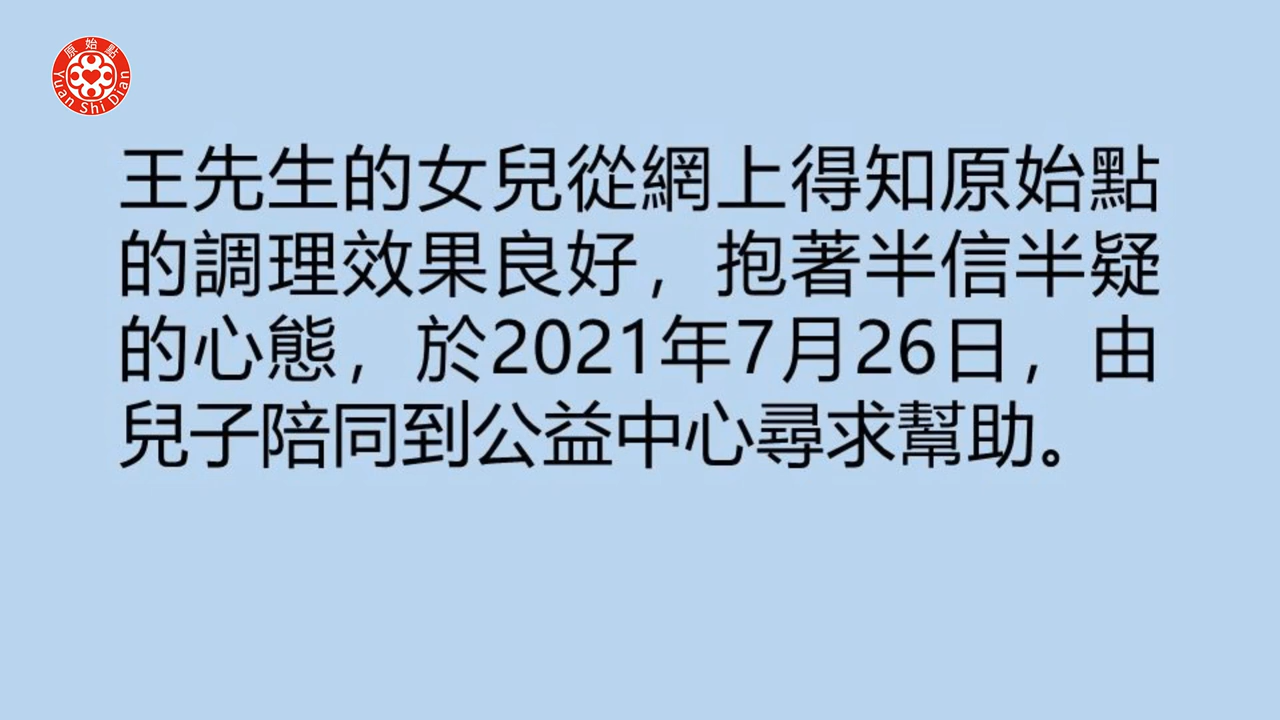 原始點
Yuan Shi Dian
王先生的女兒從網上得知原始點
的調理效果良好，抱著半信半疑
的心態，於2021年7月26日，由
兒子陪同到公益中心尋求幫助。